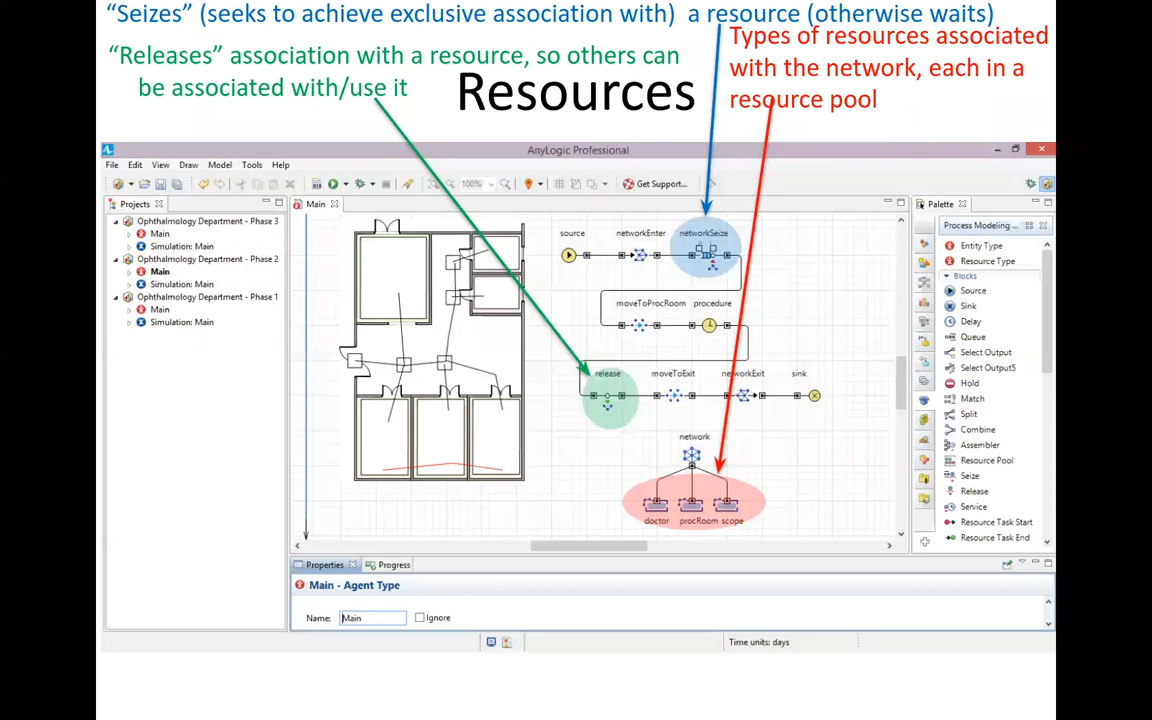 “Seizes” (seeks to achieve exclusive association with) a resource (otherwise waits)
“Releases” association with a resource, so others can
be associated with/use it
Types of resources associated
with the network, each in a
resource pool
Resources
AnyLogic Professional
File Edit View Draw Model Tools Help
100%
Get Support...
Projects
Ophthalmology Department - Phase 3
Main
Simulation: Main
Ophthalmology Department - Phase 2
Main
Simulation: Main
Ophthalmology Department - Phase 1
Main
Simulation: Main
Main
source networkEnter networkSeize
moveToProcRoom procedure
release moveToExit networkExit sink
network
doctor procRoom scope
Palette
Process Modeling...
Entity Type
Resource Type
Blocks
Source
Sink
Delay
Queue
Select Output
Select Output5
Hold
Match
Split
Combine
Assembler
Resource Pool
Seize
Release
Service
Resource Task Start
Resource Task End
Properties Progress
Main - Agent Type
Name: Main Ignore
Time units: days